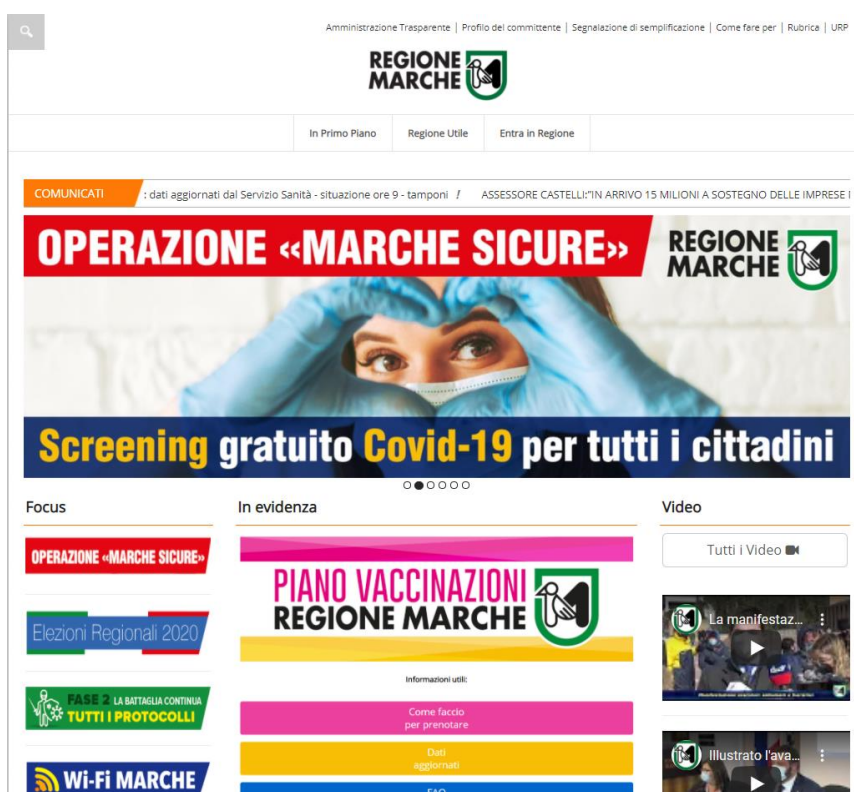 Amministrazione Trasparente | Profilo del committente | Segnalazione di semplificazione | Come fare per | Rubrica | URP
REGIONE
MARCHE
In Primo Piano Regione Utile Entra in Regione
COMUNICATI : dati aggiornati dal Servizio Sanità - situazione ore 9 - tamponi / ASSESSORE CASTELLI:"IN ARRIVO 15 MILIONI A SOSTEGNO DELLE IMPRESE
OPERAZIONE «MARCHE SICURE»
REGIONE
MARCHE
Screening gratuito Covid-19 per tutti i cittadini
Focus
OPERAZIONE «MARCHE SICURE»
Elezioni Regionali 2020
FASE 2 LA BATTAGLIA CONTINUA
TUTTI I PROTOCOLLI
Wi-Fi MARCHE
In evidenza
PIANO VACCINAZIONI
REGIONE MARCHE
Informazioni utili:
Come faccio
per prenotare
Dati
aggiornati
FAQ
Video
Tutti i Video
La manifestaz...
Illustrato l'ava...